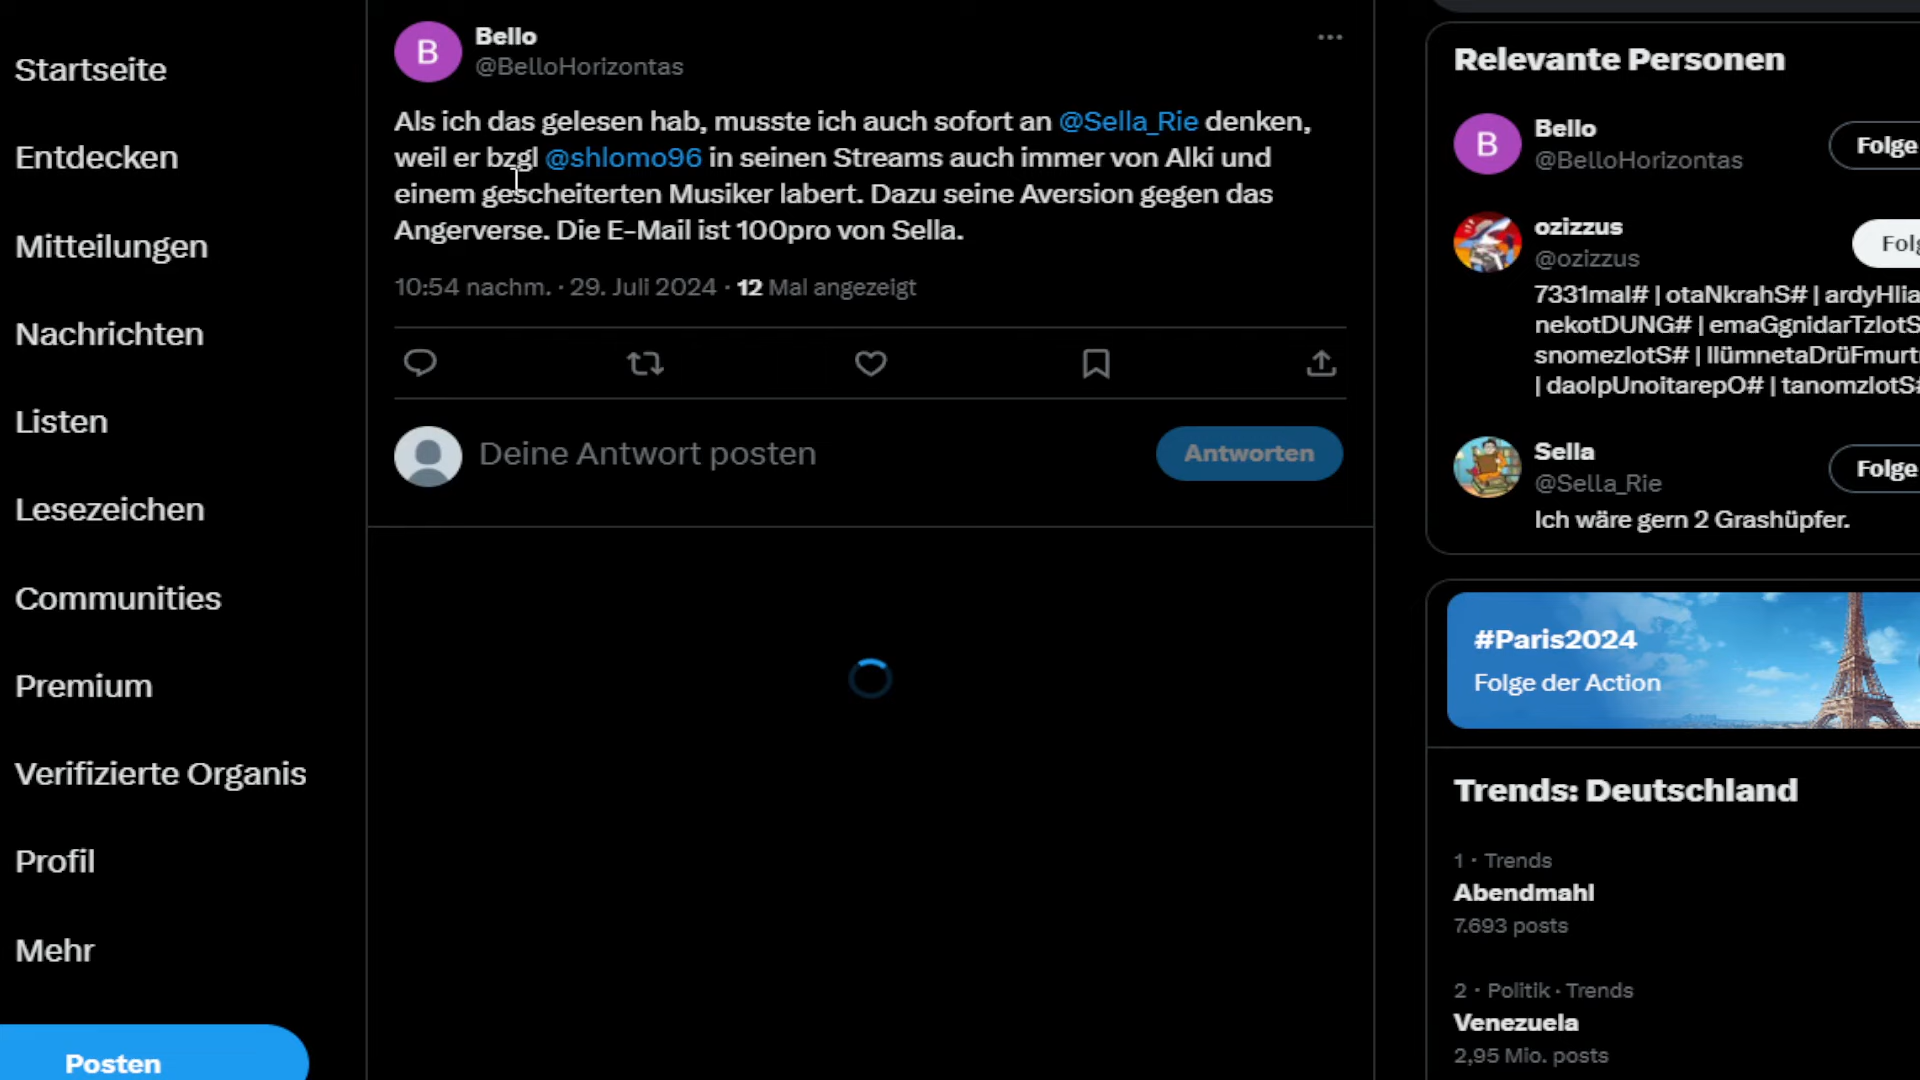 Startseite
Entdecken
Mitteilungen
Nachrichten
Listen
Lesezeichen
Communities
Premium
Verifizierte Organis
Profil
Mehr
Posten
B
Bello
@BelloHorizontas
Als ich das gelesen hab, musste ich auch sofort an @Sella_Rie denken,
weil er bzgl @shlomo96 in seinen Streams auch immer von Alki und
einem gescheiterten Musiker labert. Dazu seine Aversion gegen das
Angerverse. Die E-Mail ist 100pro von Sella.
10:54 nachm. · 29. Juli 2024 · 12 Mal angezeigt
Deine Antwort posten
Antworten
Relevante Personen
B
Bello
@BelloHorizontas
Folge
ozizzus
@ozizzus
Folg
7331mal# | otaNkrahS# | ardyHlia
nekotDUNG# | emaGgnidarTzlotS
snomezlotS# | llümnetaDrüFmurt
| daolpUnoitarepO# | tanomzlotS#
Sella
@Sella_Rie
Folge
Ich wäre gern 2 Grashüpfer.
#Paris2024
Folge der Action
Trends: Deutschland
1 · Trends
Abendmahl
7.693 posts
2 · Politik · Trends
Venezuela
2,95 Mio. posts